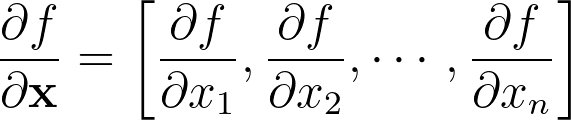 ∂f/∂𝐱 = [∂f/∂x₁, ∂f/∂x₂, ⋯ , ∂f/∂xₙ]